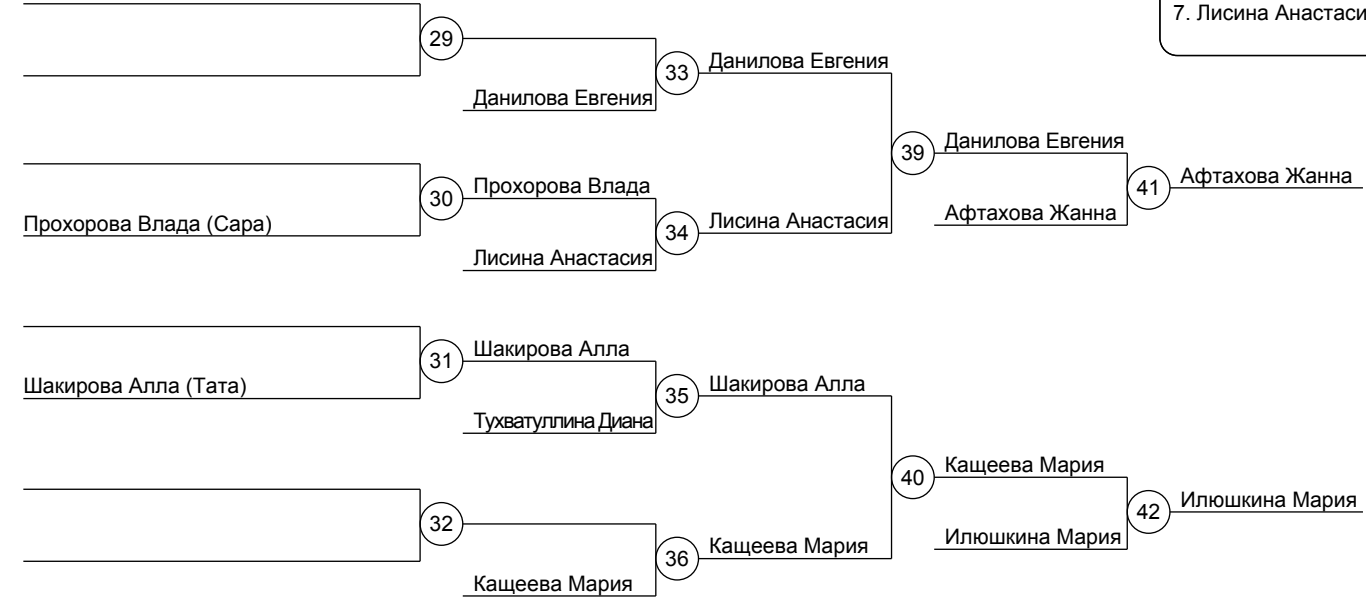 7. Лисина Анастаси
29
Данилова Евгения
33
Данилова Евгения
39
Данилова Евгения
41
Афтахова Жанна
Афтахова Жанна
30
Прохорова Влада
Прохорова Влада (Сара)
34
Лисина Анастасия
Лисина Анастасия
31
Шакирова Алла
Шакирова Алла (Тата)
35
Шакирова Алла
Тухватуллина Диана
40
Кащеева Мария
42
Илюшкина Мария
Илюшкина Мария
32
36
Кащеева Мария
Кащеева Мария